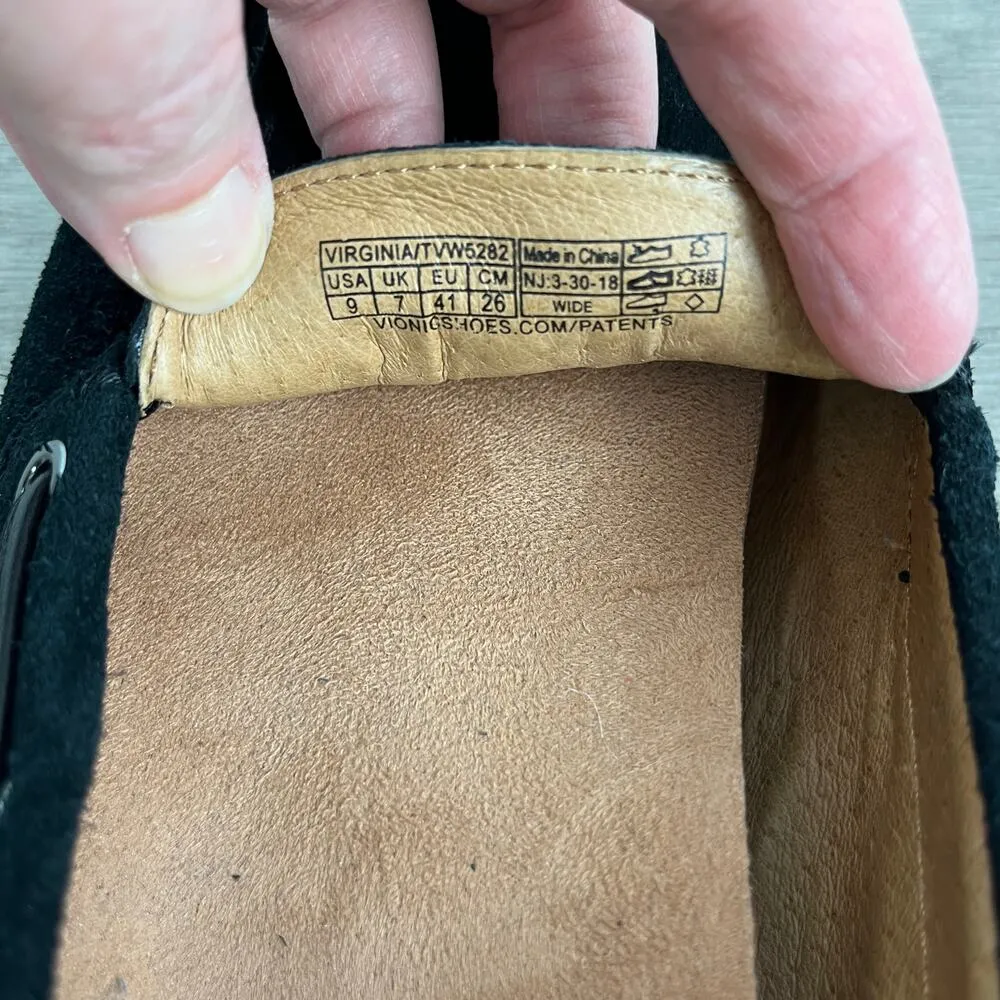 VIRGINIA/TVW5282 Made in China
USA UK EU CM NJ:3-30-18
9 7 41 26 WIDE
VIONICSHOES.COM/PATENTS